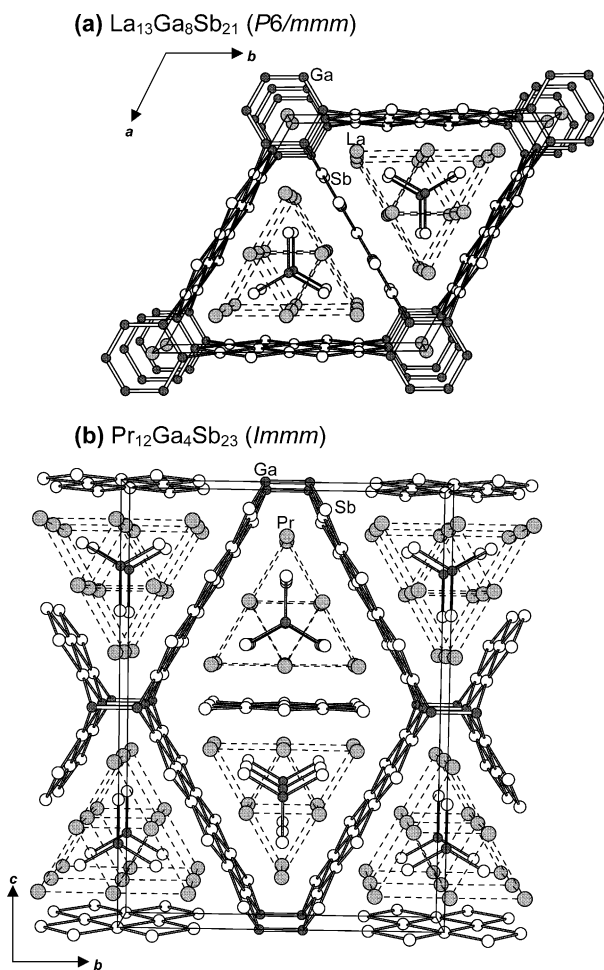 (a) La₁₃Ga₈Sb₂₁ (P6/mmm)
b
a
Ga
La
Sb
(b) Pr₁₂Ga₄Sb₂₃ (Immm)
Ga
Sb
Pr
c
b